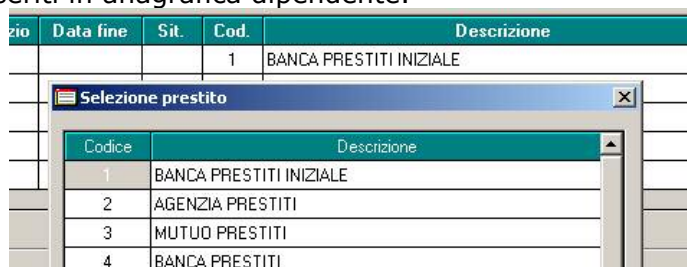 seriti in anagrafica dipendente.
zio Data fine Sit. Cod. Descrizione
1 BANCA PRESTITI INIZIALE
Selezione prestito
Codice Descrizione
1 BANCA PRESTITI INIZIALE
2 AGENZIA PRESTITI
3 MUTUO PRESTITI
4 BANCA PRESTITI